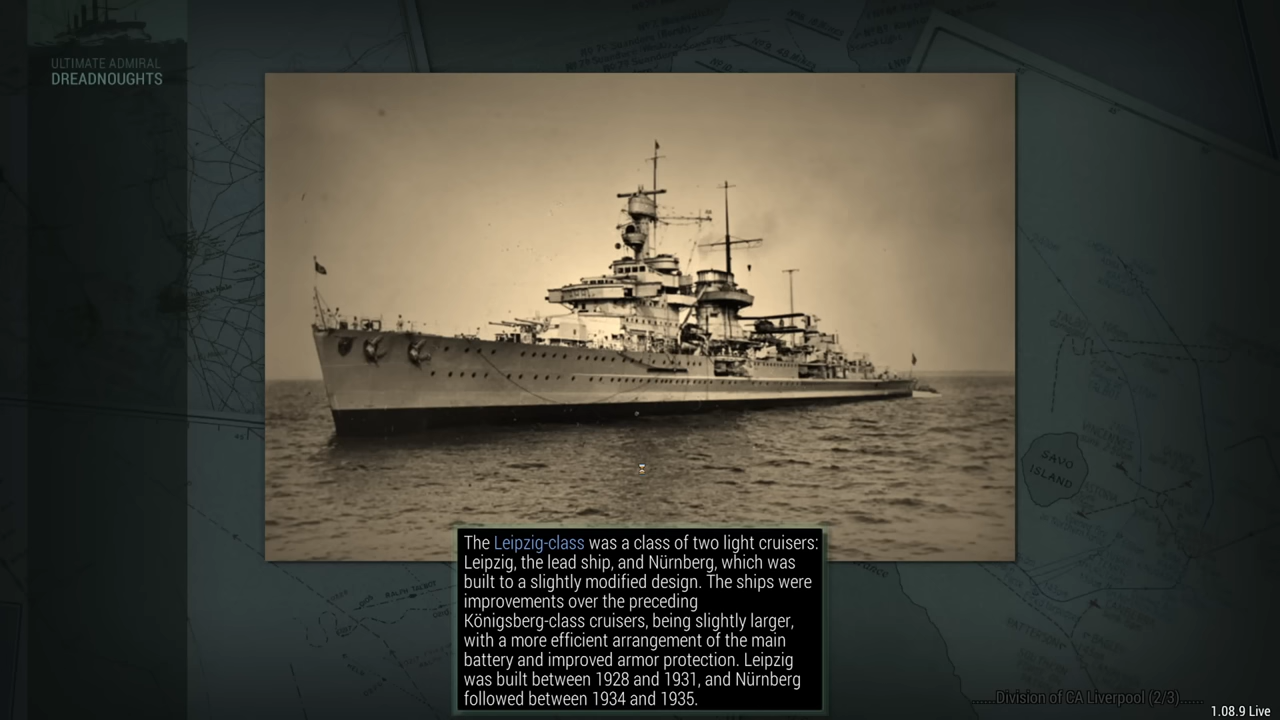 ULTIMATE ADMIRAL
DREADNOUGHTS
SAVO
ISLAND
The Leipzig-class was a class of two light cruisers:
Leipzig, the lead ship, and Nürnberg, which was
built to a slightly modified design. The ships were
improvements over the preceding
Königsberg-class cruisers, being slightly larger,
with a more efficient arrangement of the main
battery and improved armor protection. Leipzig
was built between 1928 and 1931, and Nürnberg
followed between 1934 and 1935.
......Division of CA Liverpool (2/3)......
1.08.9 Live